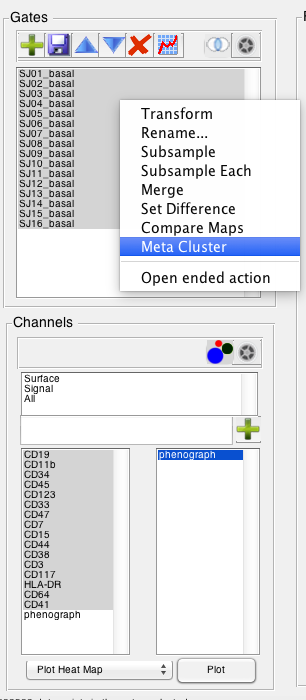 Gates
SJ01_basal
SJ02_basal
SJ03_basal
SJ04_basal
SJ05_basal
SJ06_basal
SJ07_basal
SJ08_basal
SJ09_basal
SJ10_basal
SJ11_basal
SJ12_basal
SJ13_basal
SJ14_basal
SJ15_basal
SJ16_basal
Transform
Rename...
Subsample
Subsample Each
Merge
Set Difference
Compare Maps
Meta Cluster
Open ended action
Channels
Surface
Signal
All
CD19
CD11b
CD34
CD45
CD123
CD33
CD47
CD7
CD15
CD44
CD38
CD3
CD117
HLA-DR
CD64
CD41
phenograph
phenograph
Plot Heat Map
Plot